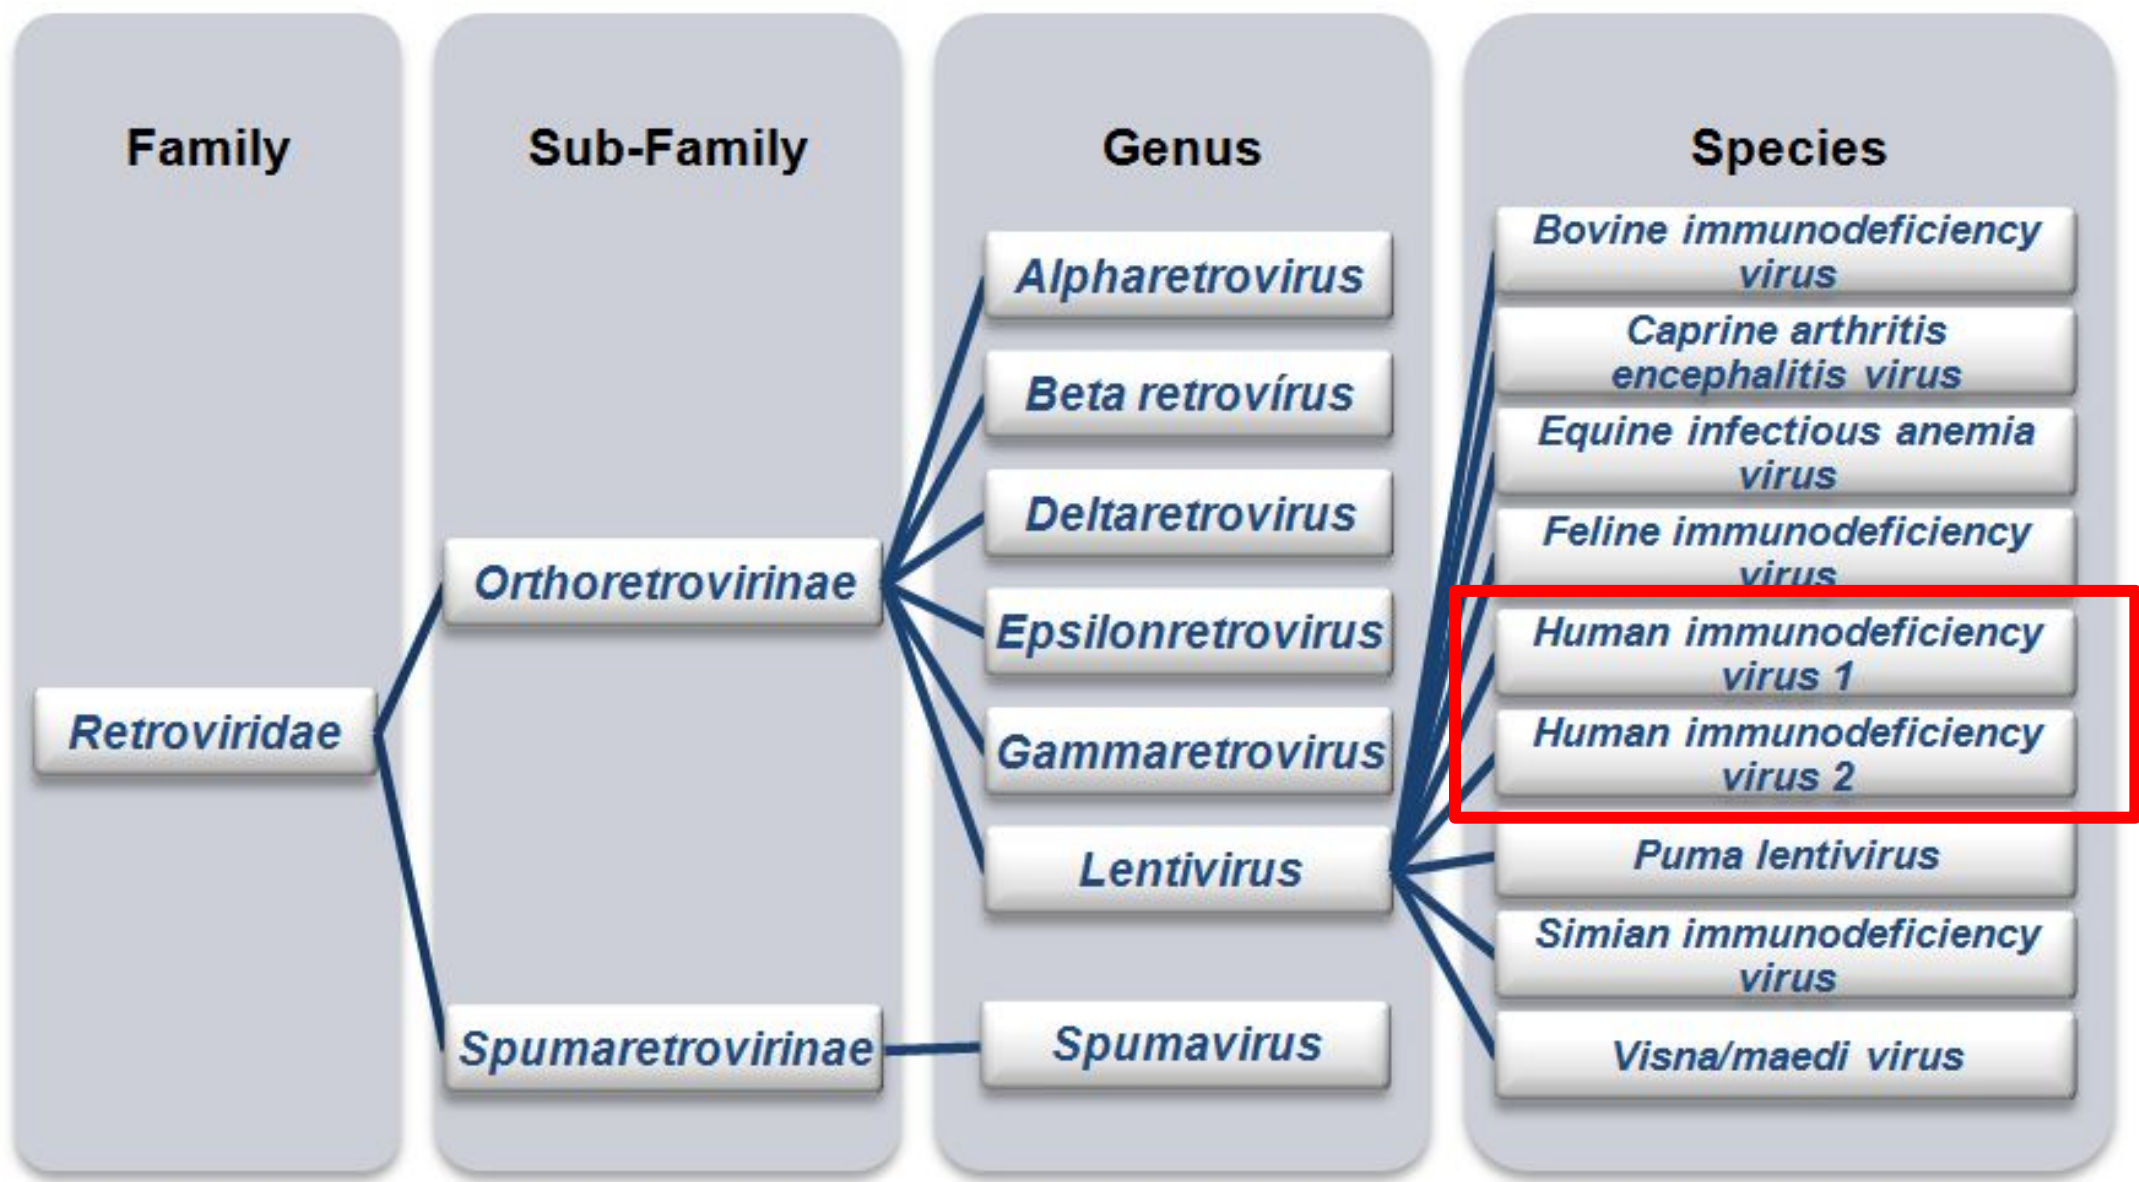 Family
Sub-Family
Genus
Species
Retroviridae
Orthoretrovirinae
Spumaretrovirinae
Alpharetrovirus
Beta retrovírus
Deltaretrovirus
Epsilonretrovirus
Gammaretrovirus
Lentivirus
Spumavirus
Bovine immunodeficiency
virus
Caprine arthritis
encephalitis virus
Equine infectious anemia
virus
Feline immunodeficiency
virus
Human immunodeficiency
virus 1
Human immunodeficiency
virus 2
Puma lentivirus
Simian immunodeficiency
virus
Visna/maedi virus